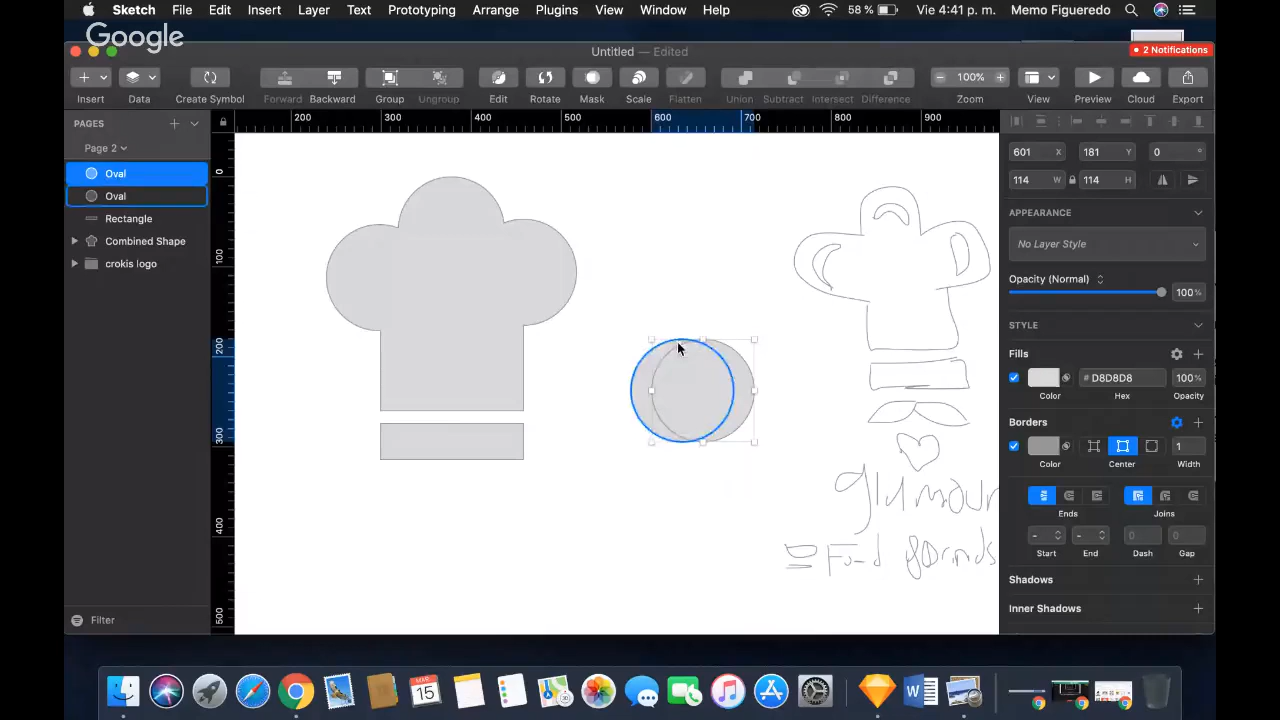 Sketch File Edit Insert Layer Text Prototyping Arrange Plugins View Window Help 58 % Vie 4:41 p. m. Memo Figueredo
Google
Untitled — Edited
2 Notifications
Insert Data Create Symbol Forward Backward Group Ungroup Edit Rotate Mask Scale Flatten Union Subtract Intersect Difference 100% Zoom View Preview Cloud Export
PAGES
Page 2
Oval
Oval
Rectangle
Combined Shape
crokis logo
Filter
200 300 400 500 600 700 800 900
0
100
200
300
400
500
glamour
Food
601 X 181 Y 0 °
114 W 114 H
APPEARANCE
No Layer Style
Opacity (Normal)
100%
STYLE
Fills
# D8D8D8 100%
Color Hex Opacity
Borders
1
Color Center Width
Ends Joins
- - 0 0
Start End Dash Gap
Shadows
Inner Shadows
MAR
15